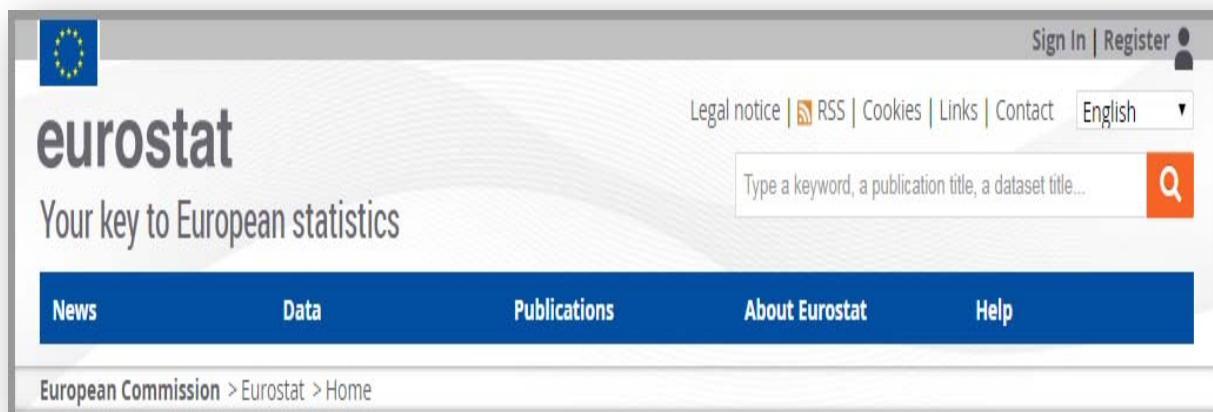 Sign In | Register
eurostat
Legal notice | RSS | Cookies | Links | Contact English
Type a keyword, a publication title, a dataset title...
Your key to European statistics
News Data Publications About Eurostat Help
European Commission > Eurostat > Home